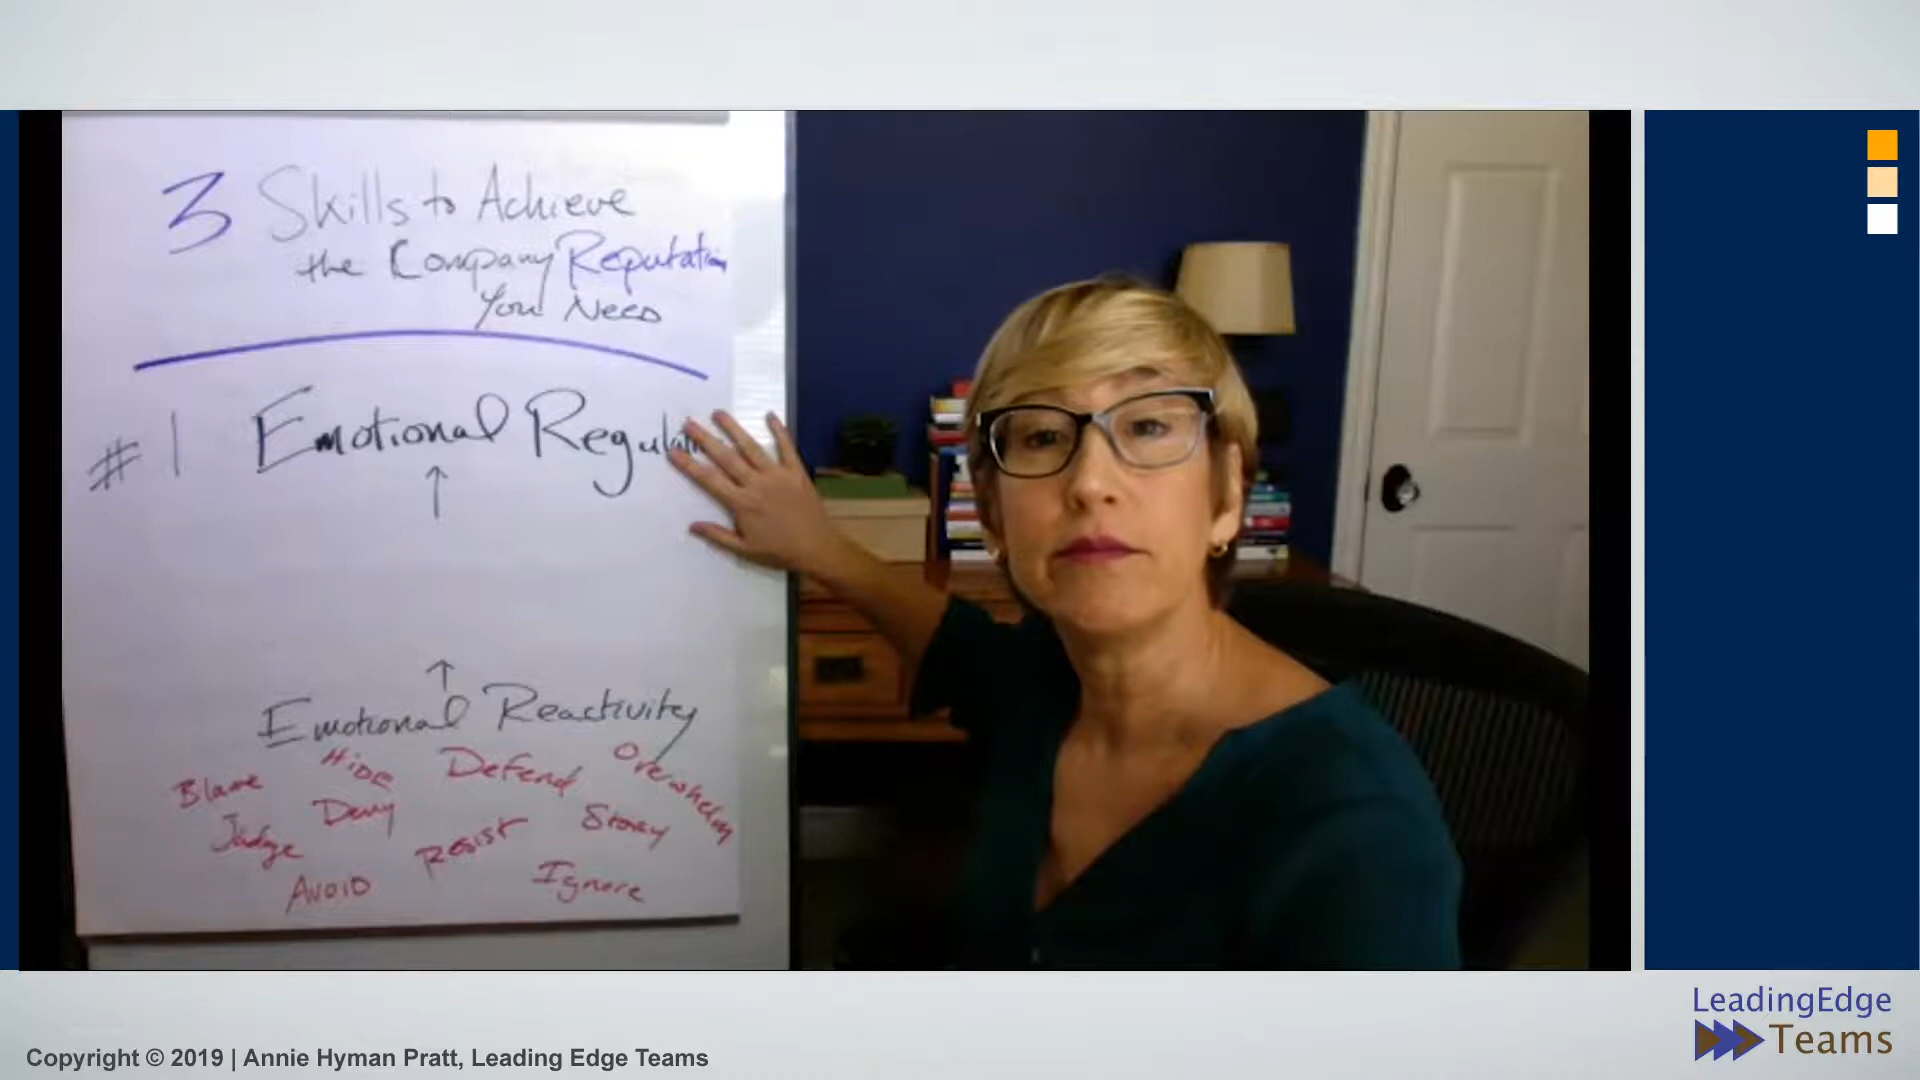 3 Skills to Achieve
the Company Reputation
You Need
#1 Emotional Regulation
↑
↑
Emotional Reactivity
Blame Hide Defend Overwhelm
Judge Deny Resist Story
Avoid Ignore
LeadingEdge
Teams
Copyright © 2019 | Annie Hyman Pratt, Leading Edge Teams